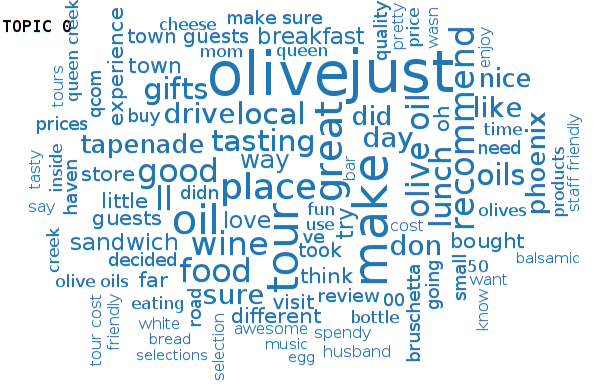 TOPIC 0
cheese
make sure
town guests
breakfast
mom
queen
queen creek
tours
qcom
experience
quality
pretty
price
wasn
enjoy
town
gifts
olive
just
nice
buy
drive
local
did
like
prices
tapenade
tasting
day
oh
time
need
oils
phoenix
staff friendly
products
recommend
olive oil
lunch
great
bar
make
try
way
store
good
place
inside
haven
tasty
say
little
ll
didn
guests
oil
love
tour
fun
use
ve
cost
olives
bought
creek
sandwich
wine
took
don
decided
food
think
balsamic
small
50
want
know
going
bruschetta
olive oils
far
sure
visit
review
00
road
eating
different
bottle
tour cost
friendly
white
bread
selections
selection
awesome
spendy
music
egg
husband